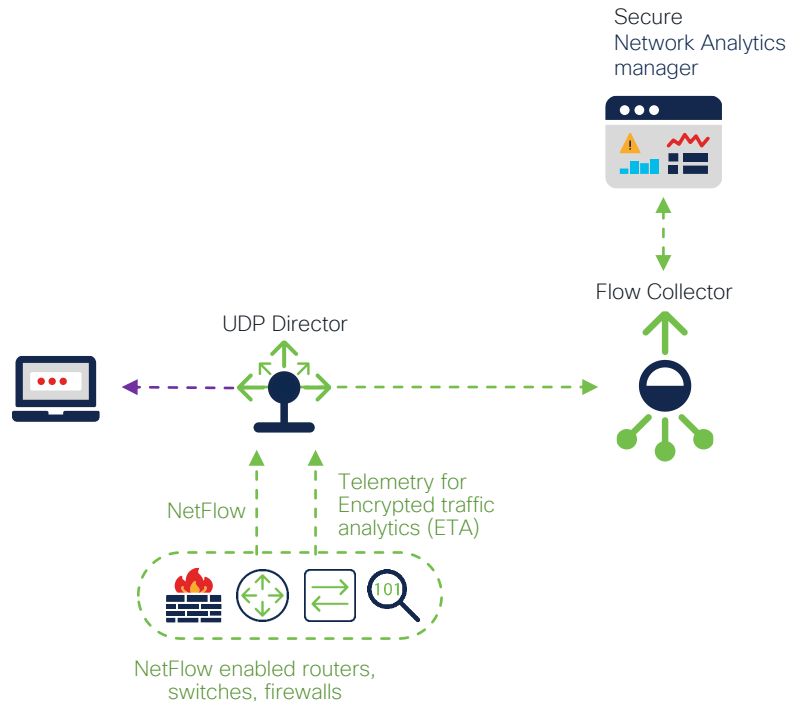 Secure
Network Analytics
manager
Flow Collector
UDP Director
NetFlow
Telemetry for
Encrypted traffic
analytics (ETA)
101
NetFlow enabled routers,
switches, firewalls